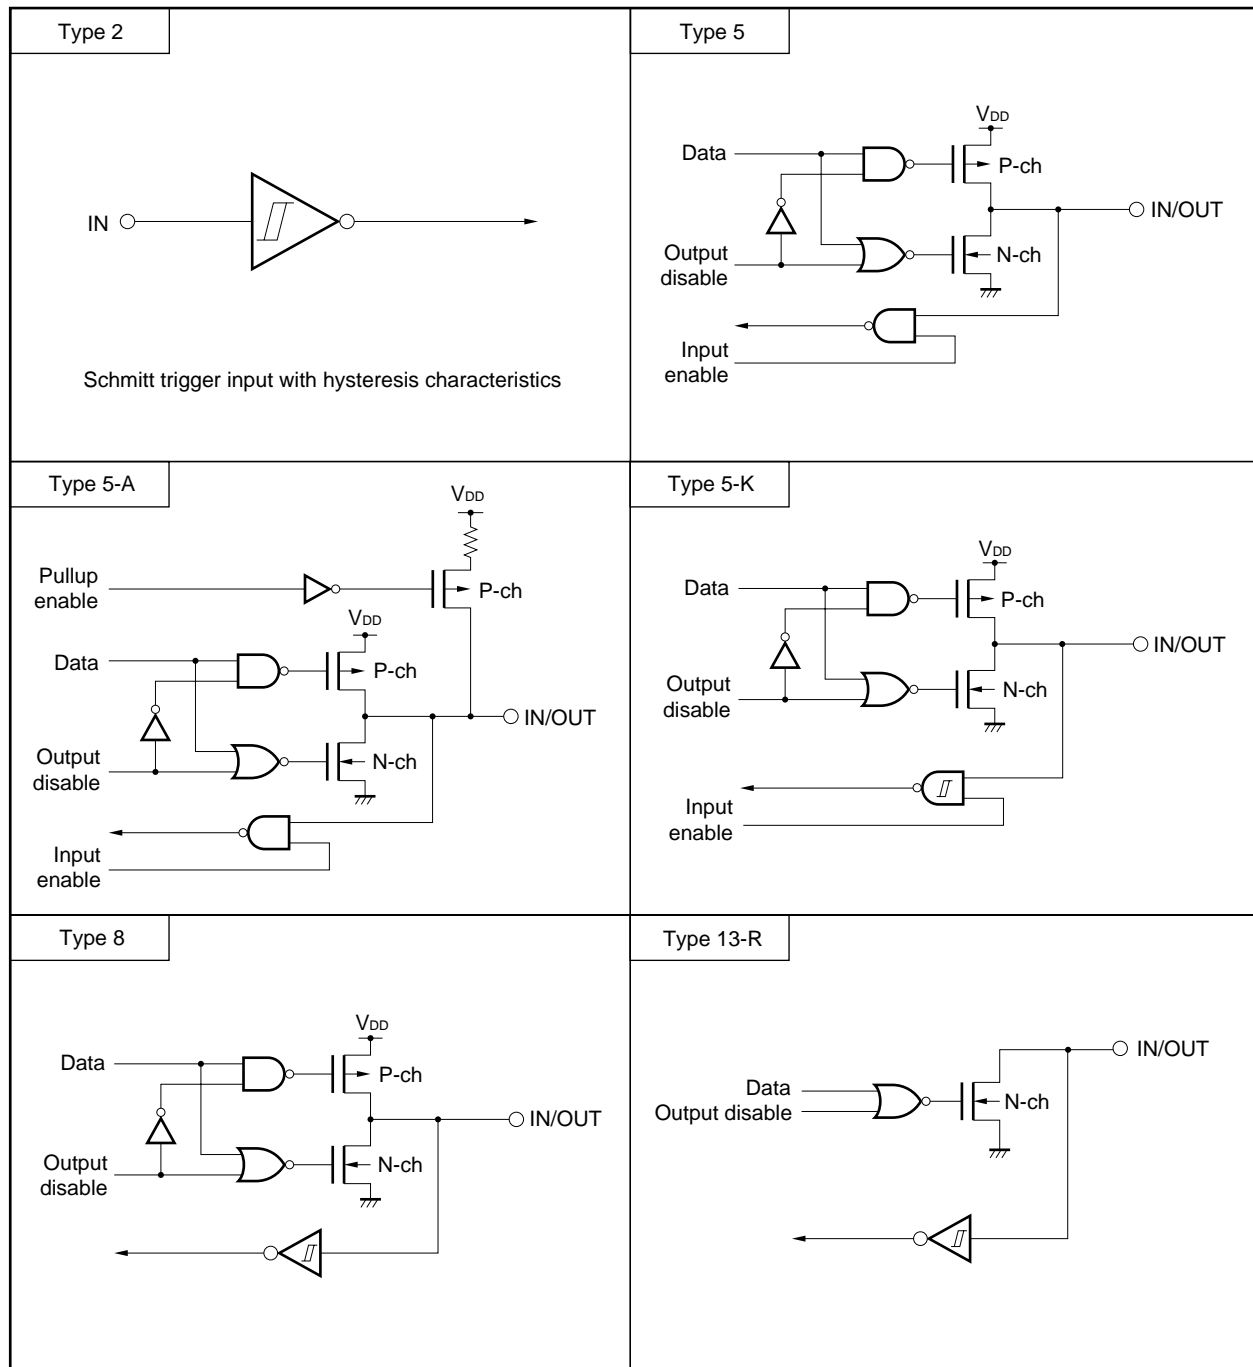 Type 2
IN
Schmitt trigger input with hysteresis characteristics
Type 5
VDD
Data
P-ch
IN/OUT
Output
disable
N-ch
Input
enable
Type 5-A
VDD
Pullup
enable
P-ch
VDD
Data
P-ch
IN/OUT
Output
disable
N-ch
Input
enable
Type 5-K
VDD
Data
P-ch
IN/OUT
Output
disable
N-ch
Input
enable
Type 8
VDD
Data
P-ch
IN/OUT
Output
disable
N-ch
Type 13-R
IN/OUT
Data
Output disable
N-ch